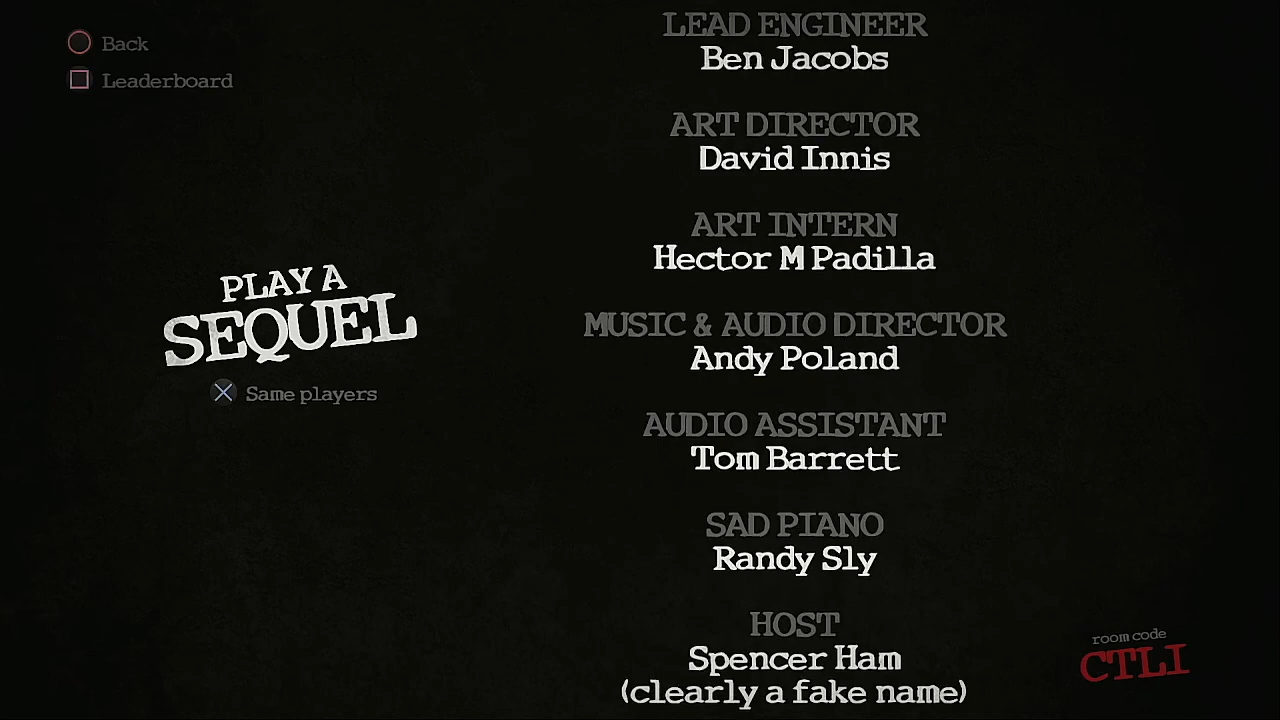 Back
Leaderboard
PLAY A
SEQUEL
Same players
LEAD ENGINEER
Ben Jacobs
ART DIRECTOR
David Innis
ART INTERN
Hector M Padilla
MUSIC & AUDIO DIRECTOR
Andy Poland
AUDIO ASSISTANT
Tom Barrett
SAD PIANO
Randy Sly
HOST
Spencer Ham
(clearly a fake name)
room code
CTLI